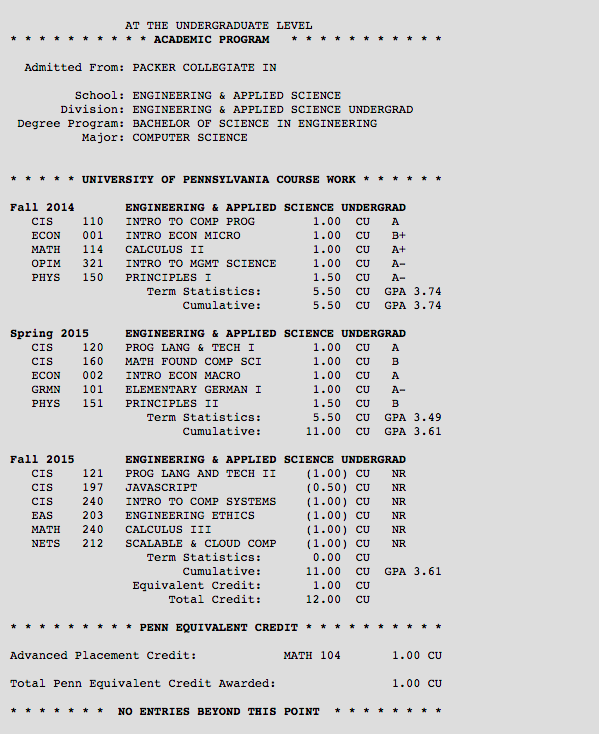 AT THE UNDERGRADUATE LEVEL
* * * * * * * * * * ACADEMIC PROGRAM * * * * * * * * * * *
Admitted From: PACKER COLLEGIATE IN
School: ENGINEERING & APPLIED SCIENCE
Division: ENGINEERING & APPLIED SCIENCE UNDERGRAD
Degree Program: BACHELOR OF SCIENCE IN ENGINEERING
Major: COMPUTER SCIENCE
* * * * * UNIVERSITY OF PENNSYLVANIA COURSE WORK * * * * * *
Fall 2014 ENGINEERING & APPLIED SCIENCE UNDERGRAD
CIS 110 INTRO TO COMP PROG 1.00 CU A
ECON 001 INTRO ECON MICRO 1.00 CU B+
MATH 114 CALCULUS II 1.00 CU A+
OPIM 321 INTRO TO MGMT SCIENCE 1.00 CU A-
PHYS 150 PRINCIPLES I 1.50 CU A-
Term Statistics: 5.50 CU GPA 3.74
Cumulative: 5.50 CU GPA 3.74
Spring 2015 ENGINEERING & APPLIED SCIENCE UNDERGRAD
CIS 120 PROG LANG & TECH I 1.00 CU A
CIS 160 MATH FOUND COMP SCI 1.00 CU B
ECON 002 INTRO ECON MACRO 1.00 CU A
GRMN 101 ELEMENTARY GERMAN I 1.00 CU A-
PHYS 151 PRINCIPLES II 1.50 CU B
Term Statistics: 5.50 CU GPA 3.49
Cumulative: 11.00 CU GPA 3.61
Fall 2015 ENGINEERING & APPLIED SCIENCE UNDERGRAD
CIS 121 PROG LANG AND TECH II (1.00) CU NR
CIS 197 JAVASCRIPT (0.50) CU NR
CIS 240 INTRO TO COMP SYSTEMS (1.00) CU NR
EAS 203 ENGINEERING ETHICS (1.00) CU NR
MATH 240 CALCULUS III (1.00) CU NR
NETS 212 SCALABLE & CLOUD COMP (1.00) CU NR
Term Statistics: 0.00 CU
Cumulative: 11.00 CU GPA 3.61
Equivalent Credit: 1.00 CU
Total Credit: 12.00 CU
* * * * * * * * * PENN EQUIVALENT CREDIT * * * * * * * * * *
Advanced Placement Credit: MATH 104 1.00 CU
Total Penn Equivalent Credit Awarded: 1.00 CU
* * * * * * * NO ENTRIES BEYOND THIS POINT * * * * * * * *